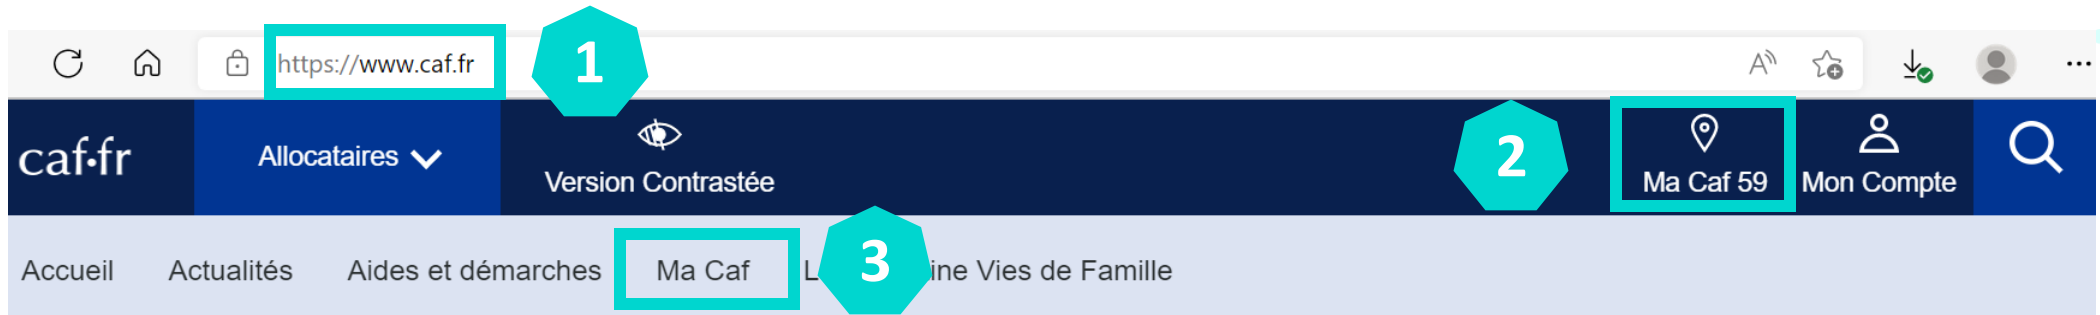 https://www.caf.fr
1
caf.fr
Allocataires
Version Contrastée
2
Ma Caf 59
Mon Compte
Accueil
Actualités
Aides et démarches
Ma Caf
3
ine Vies de Famille